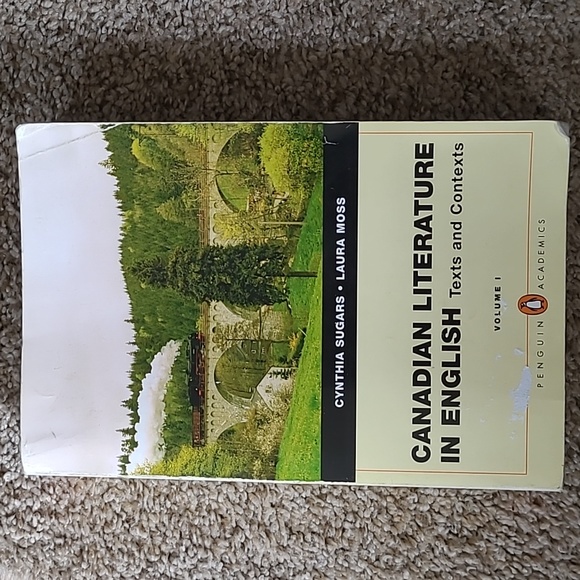 CYNTHIA SUGARS • LAURA MOSS
CANADIAN LITERATURE
IN ENGLISH Texts and Contexts
VOLUME I
PENGUIN ACADEMICS